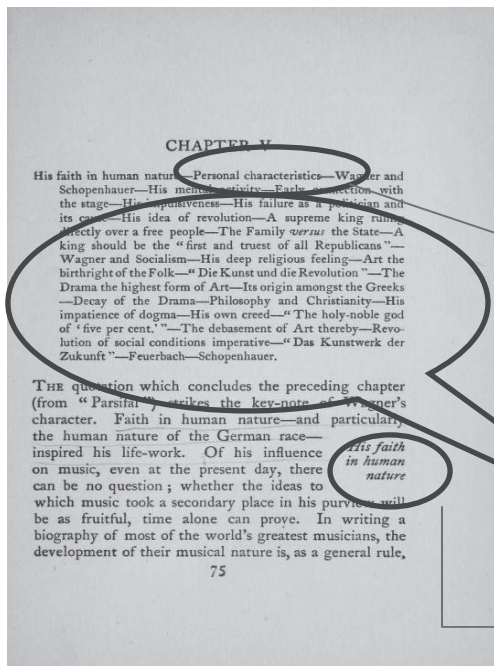 CHAPTER V
His faith in human nature—Personal characteristics—Wagner and
Schopenhauer—His mental activity—Early connection with
the stage—His impulsiveness—His failure as a politician and
its cause—His idea of revolution—A supreme king ruling
directly over a free people—The Family versus the State—A
king should be the “first and truest of all Republicans”—
Wagner and Socialism—His deep religious feeling—Art the
birthright of the Folk—“Die Kunst und die Revolution”—The
Drama the highest form of Art—Its origin amongst the Greeks
—Decay of the Drama—Philosophy and Christianity—His
impatience of dogma—His own creed—“The holy-noble god
of ‘five per cent.’”—The debasement of Art thereby—Revo-
lution of social conditions imperative—“Das Kunstwerk der
Zukunft”—Feuerbach—Schopenhauer.
THE quotation which concludes the preceding chapter
(from “Parsifal”) strikes the key-note of Wagner’s
character. Faith in human nature—and particularly
the human nature of the German race—
inspired his life-work. Of his influence
on music, even at the present day, there
can be no question; whether the ideas to
His faith
in human
nature
which music took a secondary place in his purview will
be as fruitful, time alone can prove. In writing a
biography of most of the world’s greatest musicians, the
development of their musical nature is, as a general rule,
75